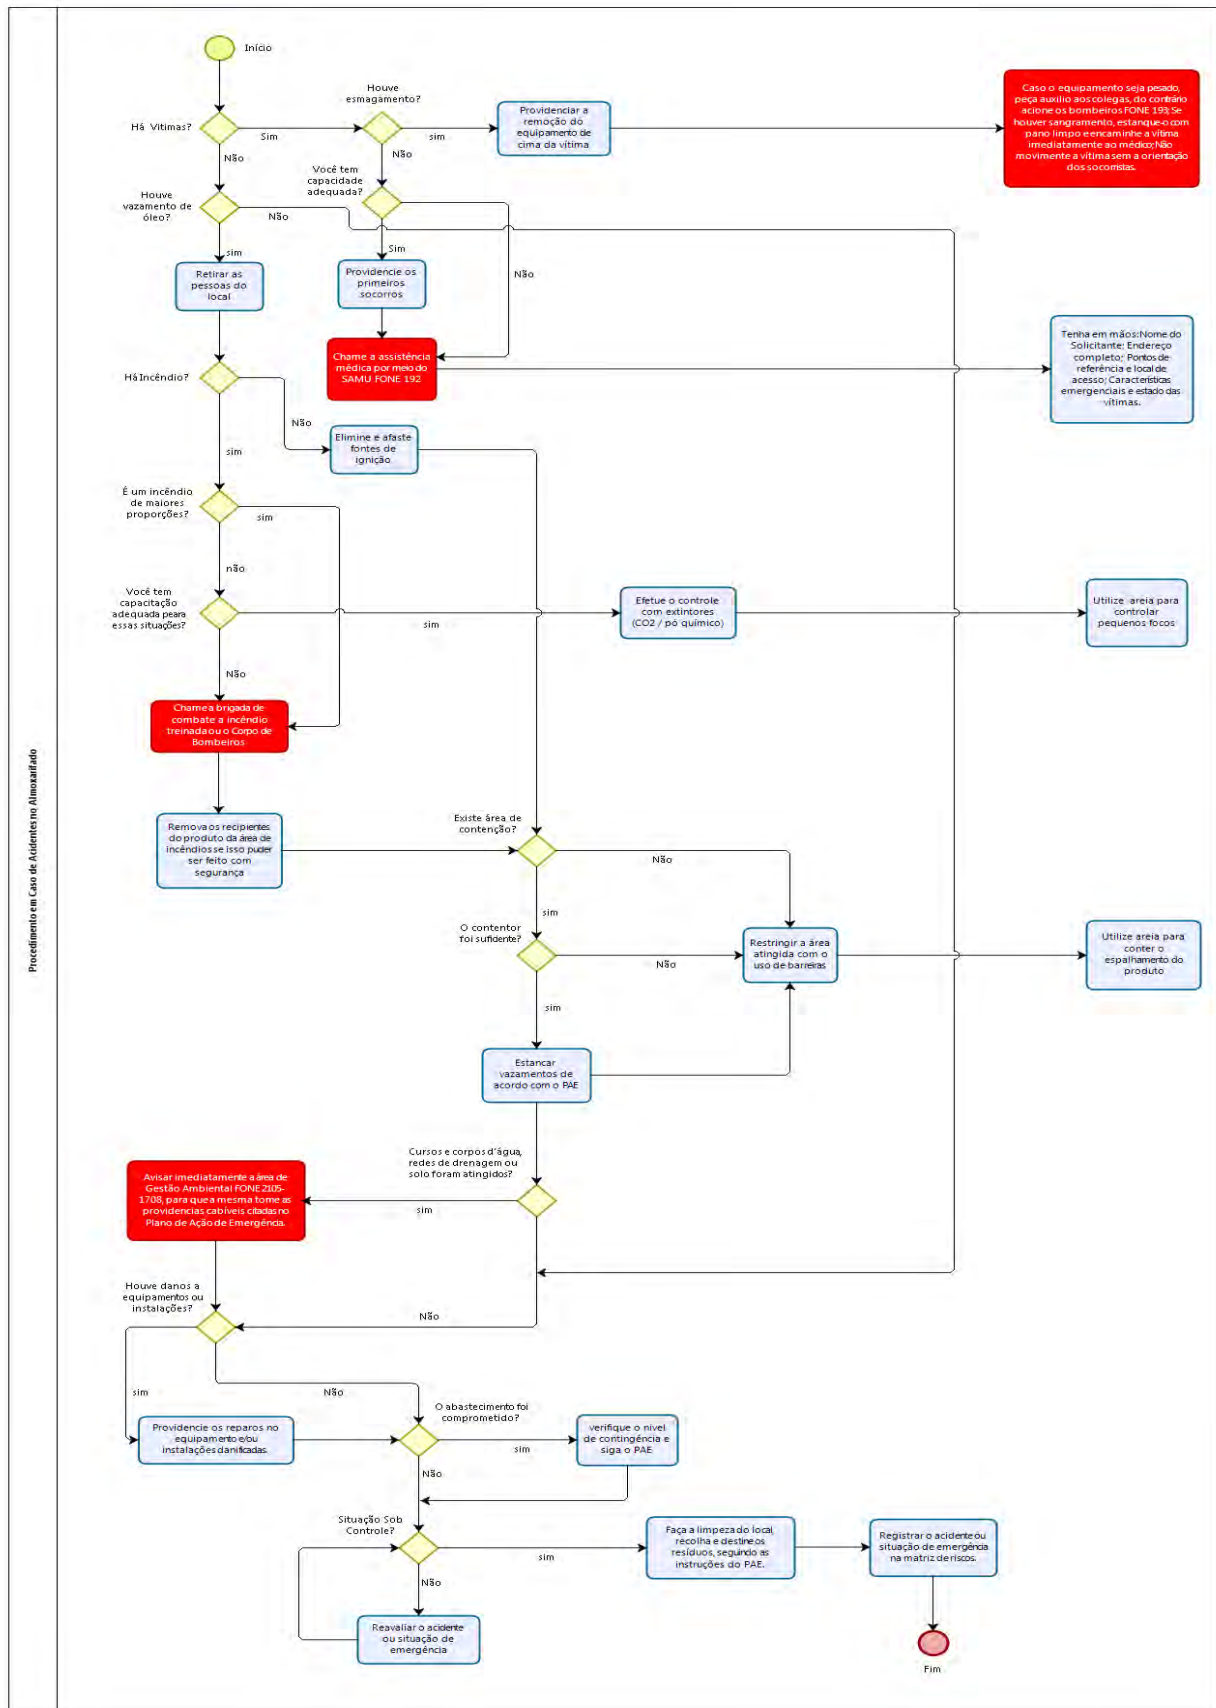 Procedimento em Caso de Acidentes no Almoxarifado
Início
Há Vítimas?
Sim
Não
Houve
esmagamento?
sim
Não
Providenciar a
remoção do
equipamento de
cima da vítima
Caso o equipamento seja pesado,
peça auxílio aos colegas, do contrário
acione os bombeiros FONE 193; Se
houver sangramento, estanque-o com
pano limpo e encaminhe a vítima
imediatamente ao médico; Não
movimente a vítima sem a orientação
dos socorristas.
Você tem
capacidade
adequada?
Sim
Não
Houve
vazamento de
óleo?
Não
sim
Retirar as
pessoas do
local
Providencie os
primeiros
socorros
Chame a assistência
médica por meio do
SAMU FONE 192
Tenha em mãos: Nome do
Solicitante; Endereço
completo; Pontos de
referência e local de
acesso; Características
emergenciais e estado das
vítimas.
Há Incêndio?
Não
sim
Elimine e afaste
fontes de
ignição
É um incêndio
de maiores
proporções?
sim
não
Você tem
capacitação
adequada peara
essas situações?
sim
Não
Efetue o controle
com extintores
(CO2 / pó químico)
Utilize areia para
controlar
pequenos focos
Chame a brigada de
combate a incêndio
treinada ou o Corpo de
Bombeiros
Remova os recipientes
do produto da área de
incêndios se isso puder
ser feito com
segurança
Existe área de
contenção?
Não
sim
O contentor
foi suficiente?
Não
sim
Restringir a área
atingida com o
uso de barreiras
Utilize areia para
conter o
espalhamento do
produto
Estancar
vazamentos de
acordo com o PAE
Cursos e corpos d'água,
redes de drenagem ou
solo foram atingidos?
sim
Não
Avisar imediatamente a área de
Gestão Ambiental FONE 2105-
1708, para que a mesma tome as
providencias cabíveis citadas no
Plano de Ação de Emergência.
Houve danos a
equipamentos ou
instalações?
sim
Não
Providencie os reparos no
equipamento e/ou
instalações danificadas.
O abastecimento foi
comprometido?
sim
Não
verifique o nível
de contingência e
siga o PAE
Situação Sob
Controle?
sim
Não
Faça a limpeza do local,
recolha e destine os
resíduos, seguindo as
instruções do PAE.
Registrar o acidente ou
situação de emergência
na matriz de riscos.
Reavaliar o acidente
ou situação de
emergência
Fim